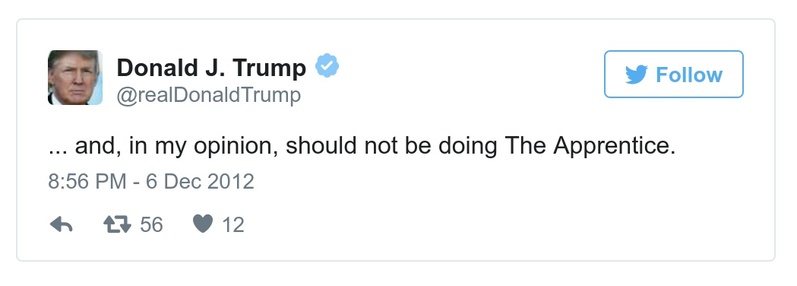 Donald J. Trump
@realDonaldTrump
Follow
... and, in my opinion, should not be doing The Apprentice.
8:56 PM - 6 Dec 2012
56 12